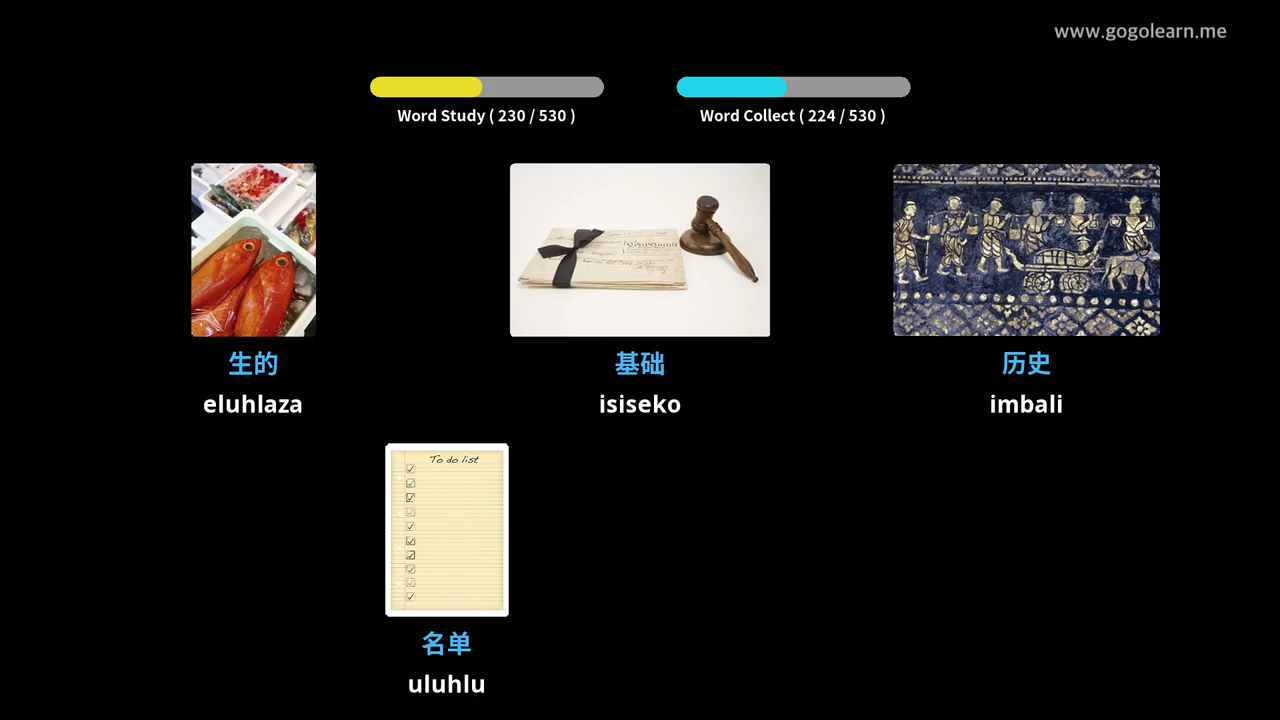 www.gogolearn.me
Word Study ( 230 / 530 )
Word Collect ( 224 / 530 )
生的
eluhlaza
基础
isiseko
历史
imbali
To do list
名单
uluhlu